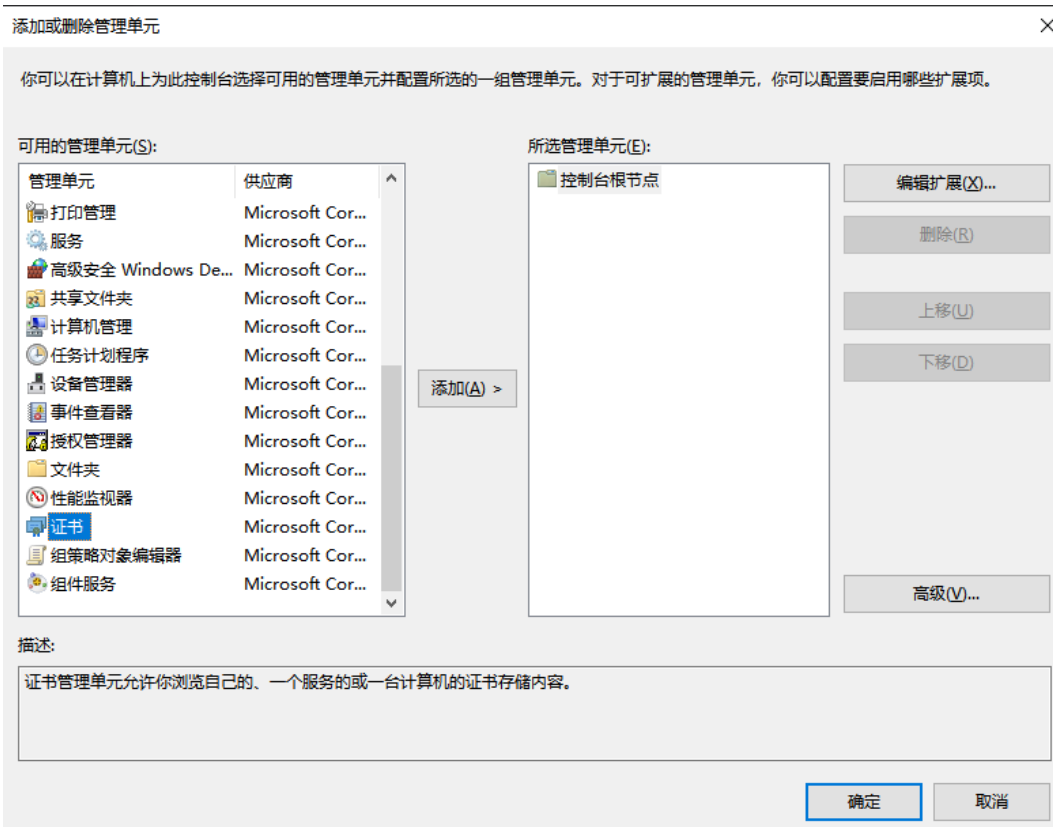 添加或删除管理单元
你可以在计算机上为此控制台选择可用的管理单元并配置所选的一组管理单元。对于可扩展的管理单元，你可以配置要启用哪些扩展项。
可用的管理单元(S):
管理单元 供应商
打印管理 Microsoft Cor...
服务 Microsoft Cor...
高级安全 Windows De... Microsoft Cor...
共享文件夹 Microsoft Cor...
计算机管理 Microsoft Cor...
任务计划程序 Microsoft Cor...
设备管理器 Microsoft Cor...
事件查看器 Microsoft Cor...
授权管理器 Microsoft Cor...
文件夹 Microsoft Cor...
性能监视器 Microsoft Cor...
证书 Microsoft Cor...
组策略对象编辑器 Microsoft Cor...
组件服务 Microsoft Cor...
添加(A) >
所选管理单元(E):
控制台根节点
编辑扩展(X)...
删除(R)
上移(U)
下移(D)
高级(V)...
描述:
证书管理单元允许你浏览自己的、一个服务的或一台计算机的证书存储内容。
确定
取消